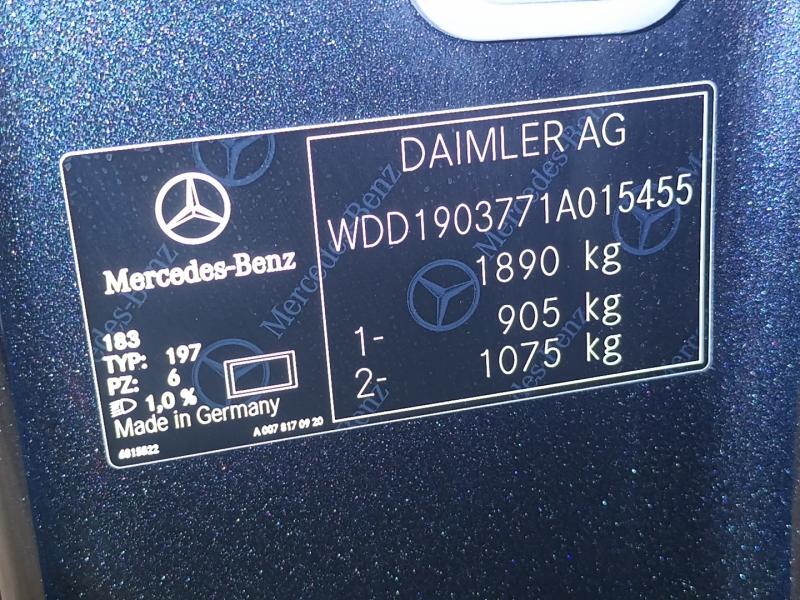 Mercedes-Benz
183
TYP: 197
PZ: 6
1,0 %
Made in Germany
6815522
A 007 817 09 20
DAIMLER AG
WDD1903771A015455
1890 kg
1- 905 kg
2- 1075 kg